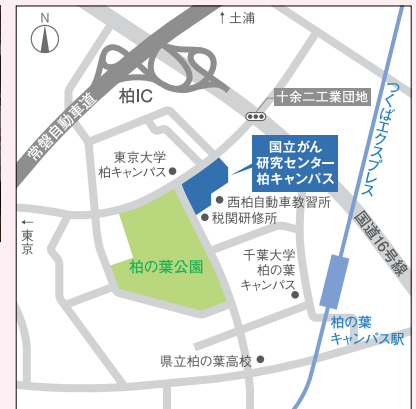 N
↑土浦
柏IC
常磐自動車道
十余二工業団地
つくばエクスプレス
国立がん
研究センター
柏キャンパス
東京大学
柏キャンパス
西柏自動車教習所
税関研修所
国道16号線
←東京
柏の葉公園
千葉大学
柏の葉
キャンパス
柏の葉
キャンパス駅
県立柏の葉高校